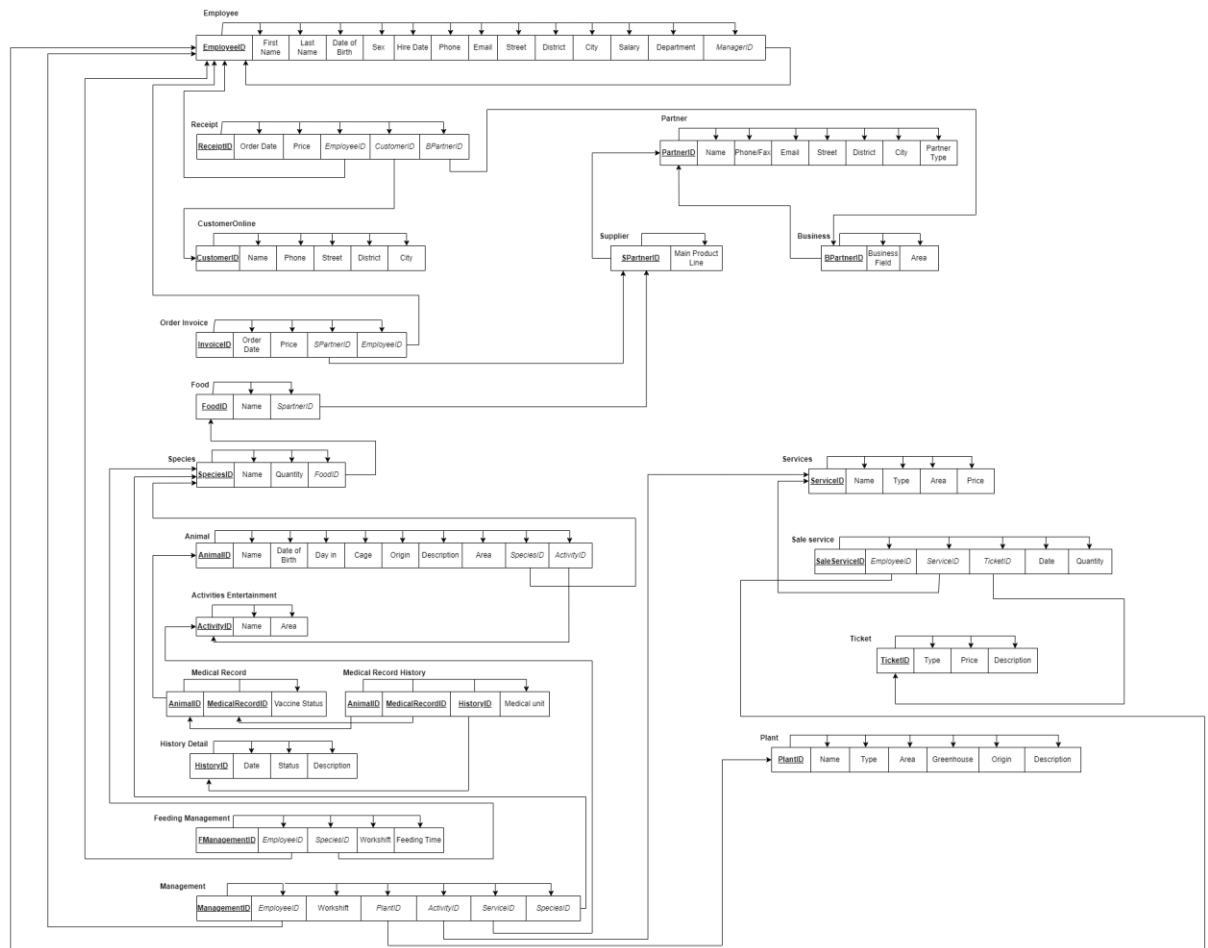 Employee
EmployeeID First Name Last Name Date of Birth Sex Hire Date Phone Email Street District City Salary Department ManagerID
Receipt
ReceiptID Order Date Price EmployeeID CustomerID BPartnerID
Partner
PartnerID Name Phone/Fax Email Street District City Partner Type
CustomerOnline
CustomerID Name Phone Street District City
Supplier
SPartnerID Main Product Line
Business
BPartnerID Business Field Area
Order Invoice
InvoiceID Order Date Price SPartnerID EmployeeID
Food
FoodID Name SpartnerID
Species
SpeciesID Name Quantity FoodID
Services
ServiceID Name Type Area Price
Animal
AnimalID Name Date of Birth Day in Cage Origin Description Area SpeciesID ActivityID
Sale service
SaleServiceID EmployeeID ServiceID TicketID Date Quantity
Activities Entertainment
ActivityID Name Area
Ticket
TicketID Type Price Description
Medical Record
AnimalID MedicalRecordID Vaccine Status
Medical Record History
AnimalID MedicalRecordID HistoryID Medical unit
History Detail
HistoryID Date Status Description
Plant
PlantID Name Type Area Greenhouse Origin Description
Feeding Management
FManagementID EmployeeID SpeciesID Workshift Feeding Time
Management
ManagementID EmployeeID Workshift PlantID ActivityID ServiceID SpeciesID